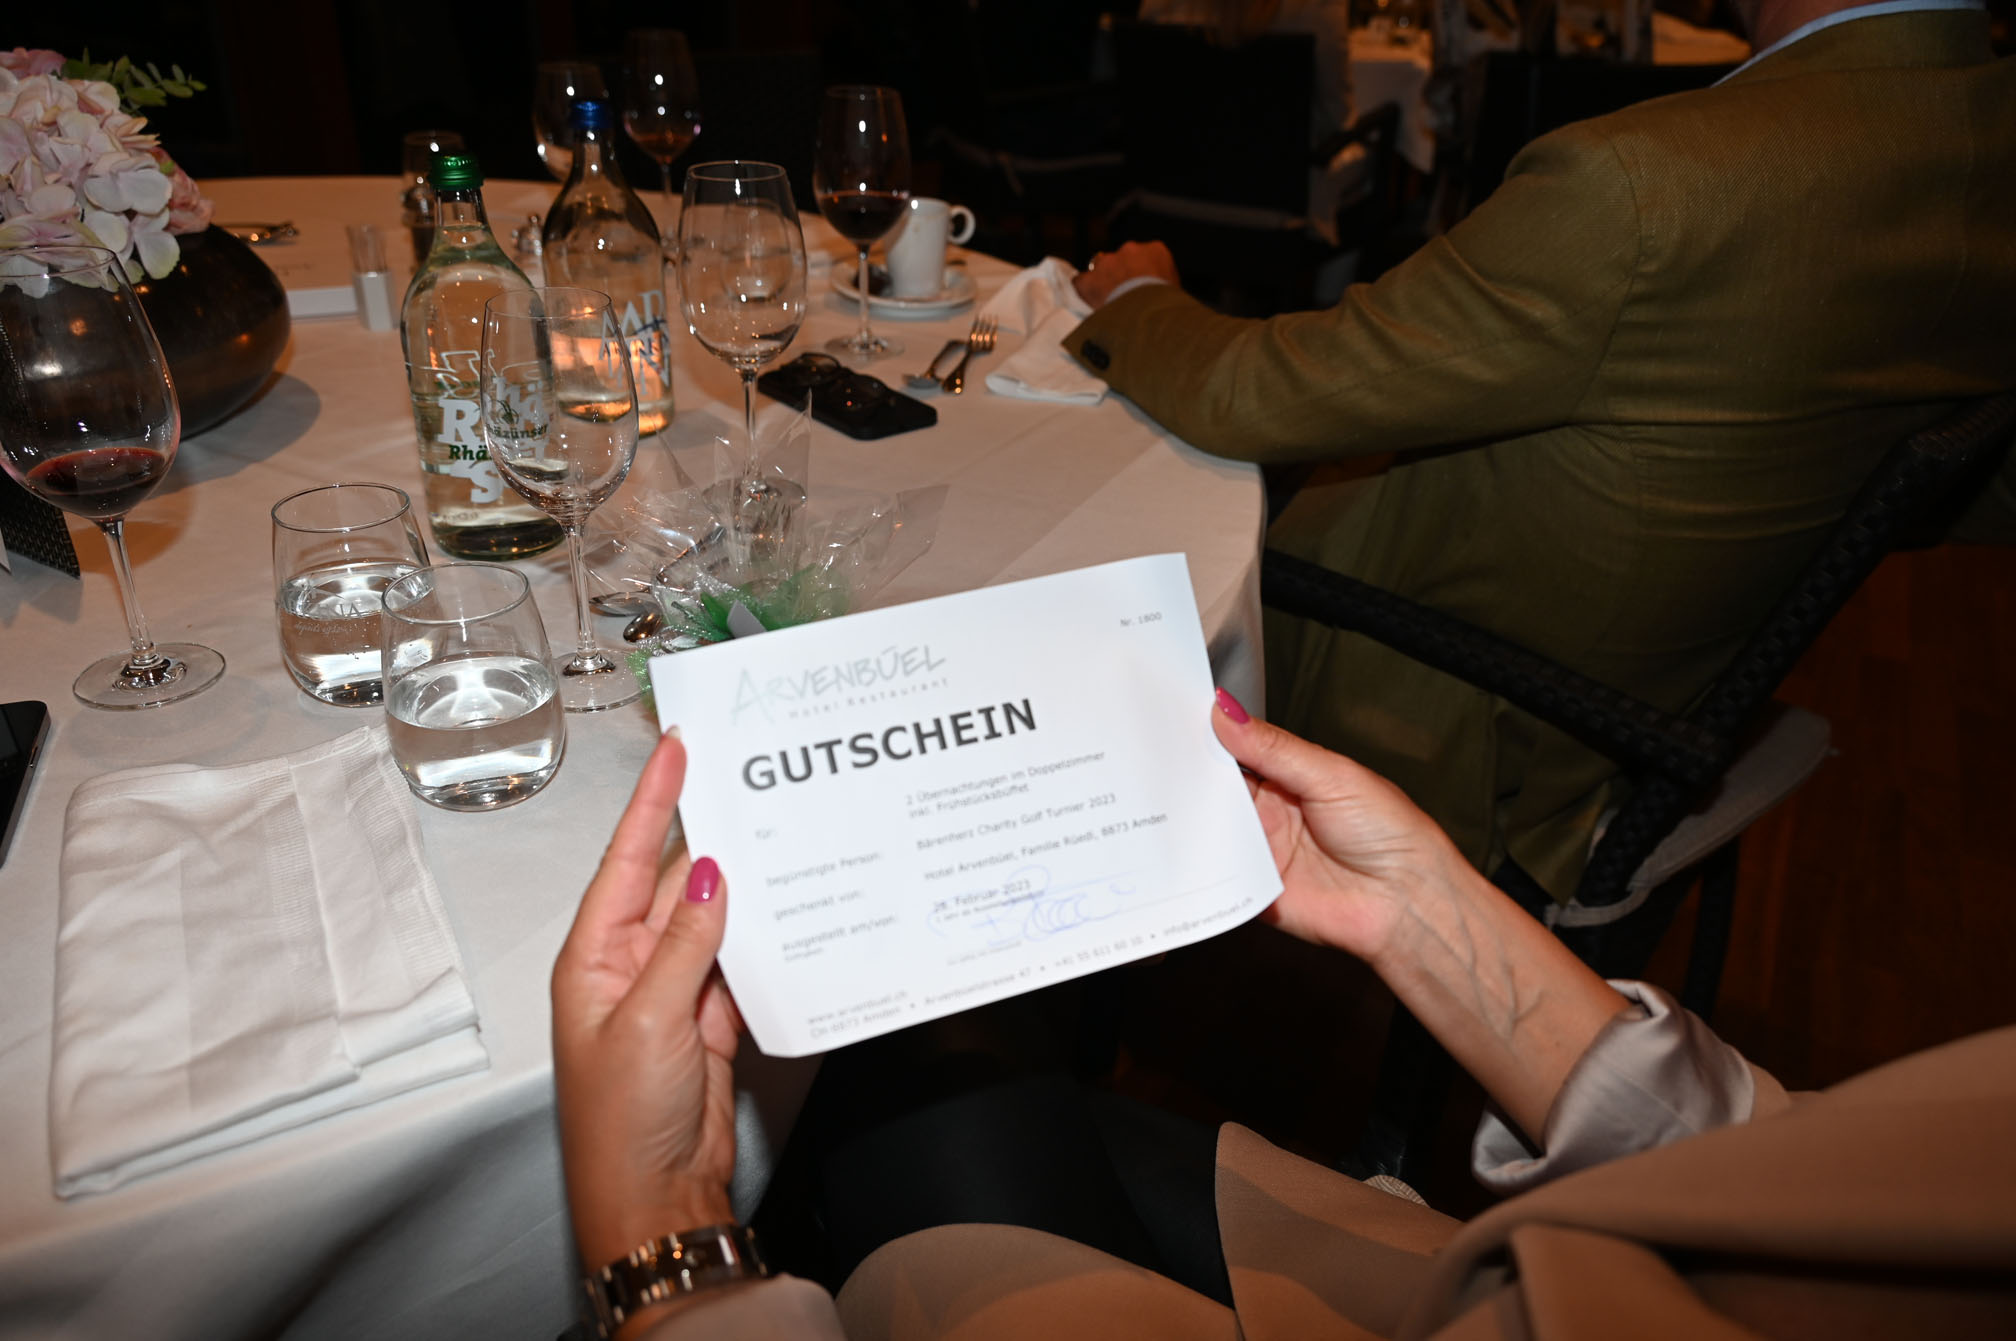 Rhäzünser
Rhä
ARVENBÜEL
Hotel Restaurant
Nr. 1800
GUTSCHEIN
für:
2 Übernachtungen im Doppelzimmer
inkl. Frühstücksbüffet
begünstigte Person:
Bärenherz Charity Golf Turnier 2023
geschenkt von:
Hotel Arvenbüel, Familie Rüedi, 8873 Amden
ausgestellt am/von:
28. Februar 2023
www.arvenbuel.ch
CH-8873 Amden • Arvenbüelstrasse 47 • +41 55 611 60 10 • info@arvenbuel.ch